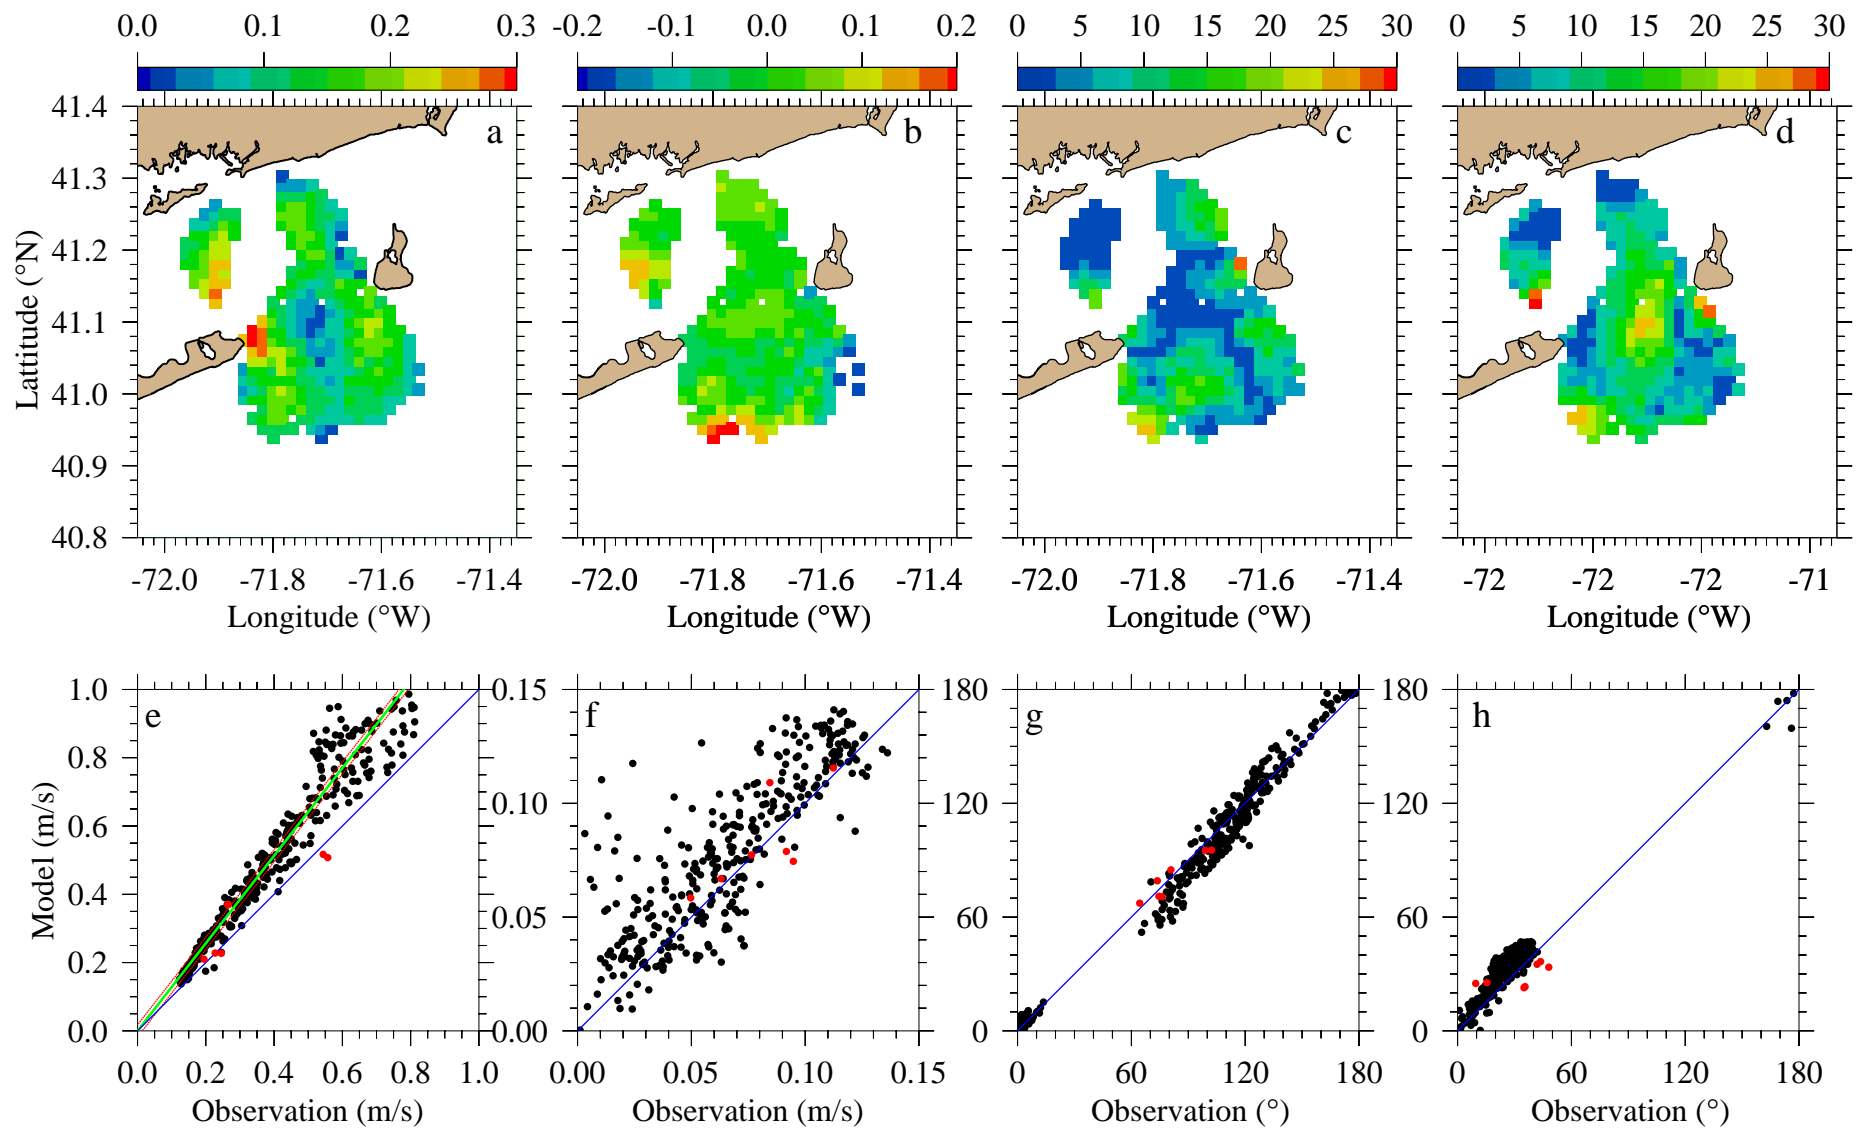 0.0 0.1 0.2 0.3 -0.2 -0.1 0.0 0.1 0.2 0 5 10 15 20 25 30 0 5 10 15 20 25 30
41.4
a b c d
41.3
41.2
41.1
41.0
40.9
40.8
Lattitude (°N)
-72.0 -71.8 -71.6 -71.4 -72.0 -71.8 -71.6 -71.4 -72.0 -71.8 -71.6 -71.4 -72 -72 -72 -71
Longitude (°W) Longitude (°W) Longitude (°W) Longitude (°W)
1.0 0.15 180 180
e f g h
0.8
0.10 120 120
0.6
0.4
0.05 60 60
0.2
0.0 0.00 0 0
Model (m/s)
0.0 0.2 0.4 0.6 0.8 1.0 0.00 0.05 0.10 0.15 0 60 120 180 0 60 120 180
Observation (m/s) Observation (m/s) Observation (°) Observation (°)